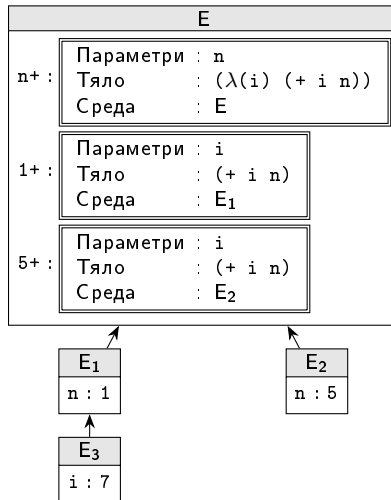 E
n+ : Параметри : n
Тяло : (λ(i) (+ i n))
Среда : E
1+ : Параметри : i
Тяло : (+ i n)
Среда : E₁
5+ : Параметри : i
Тяло : (+ i n)
Среда : E₂
E₁
n : 1
E₂
n : 5
E₃
i : 7